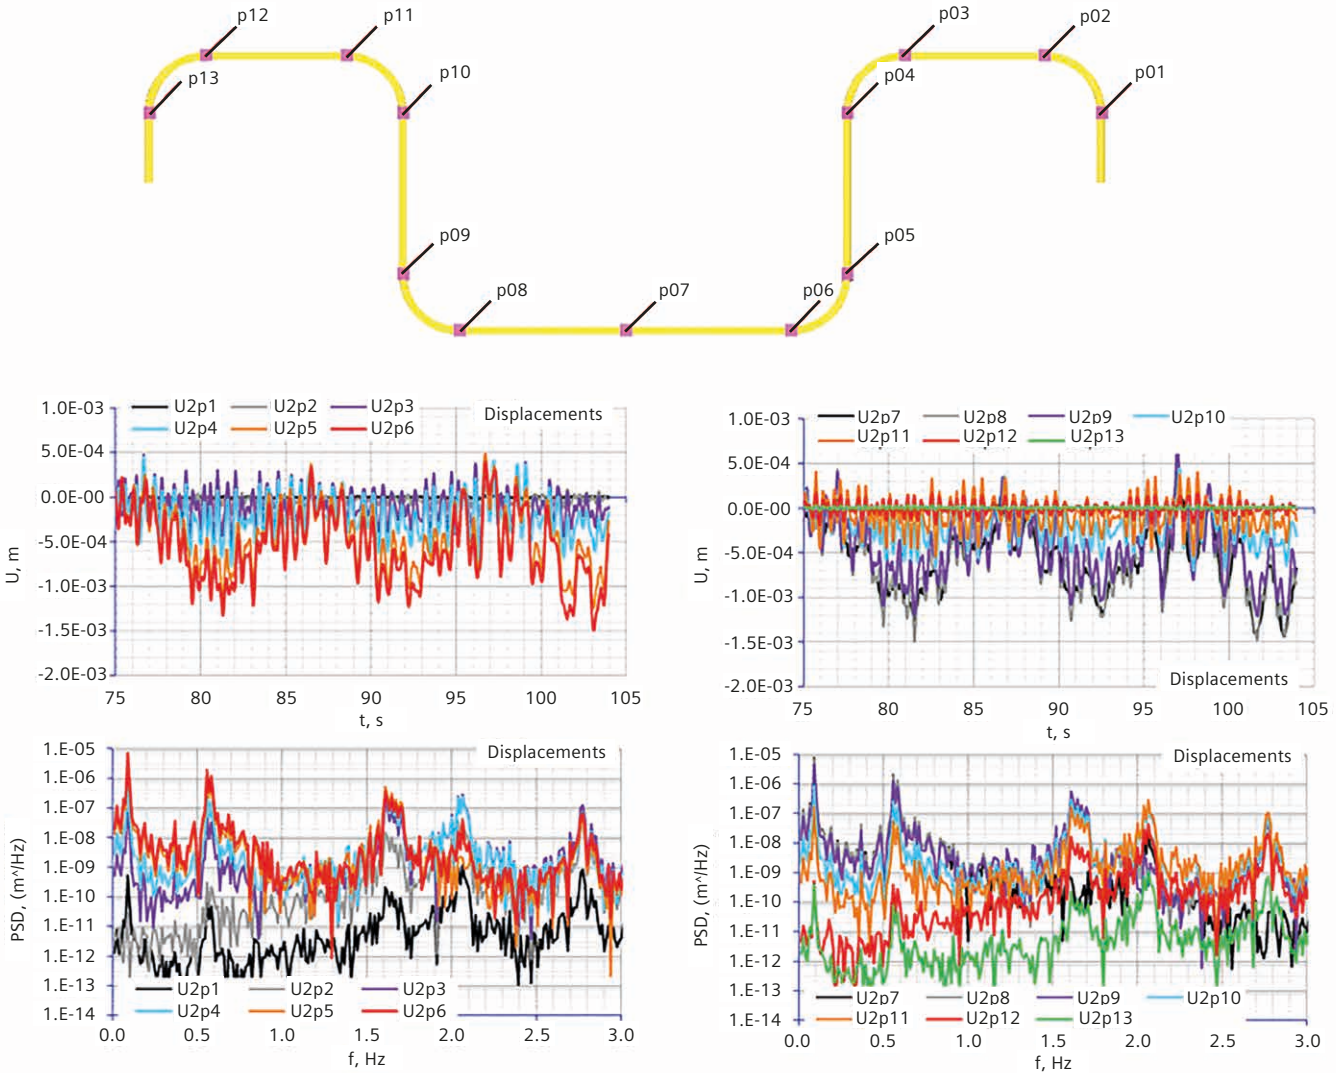 p12
p11
p03
p02
p13
p10
p04
p01
p09
p05
p08
p07
p06
U2p1 U2p2 U2p3
U2p4 U2p5 U2p6
Displacements
1.0E-03
5.0E-04
0.0E-00
-5.0E-04
-1.0E-03
-1.5E-03
-2.0E-03
U, m
75 80 85 90 95 100 105
t, s
U2p7 U2p8 U2p9 U2p10
U2p11 U2p12 U2p13
1.0E-03
5.0E-04
0.0E-00
-5.0E-04
-1.0E-03
-1.5E-03
-2.0E-03
U, m
Displacements
75 80 85 90 95 100 105
t, s
Displacements
1.E-05
1.E-06
1.E-07
1.E-08
1.E-09
1.E-10
1.E-11
1.E-12
1.E-13
1.E-14
PSD, (m^/Hz)
U2p1 U2p2 U2p3
U2p4 U2p5 U2p6
0.0 0.5 1.0 1.5 2.0 2.5 3.0
f, Hz
Displacements
1.E-05
1.E-06
1.E-07
1.E-08
1.E-09
1.E-10
1.E-11
1.E-12
1.E-13
1.E-14
PSD, (m^/Hz)
U2p7 U2p8 U2p9 U2p10
U2p11 U2p12 U2p13
0.0 0.5 1.0 1.5 2.0 2.5 3.0
f, Hz